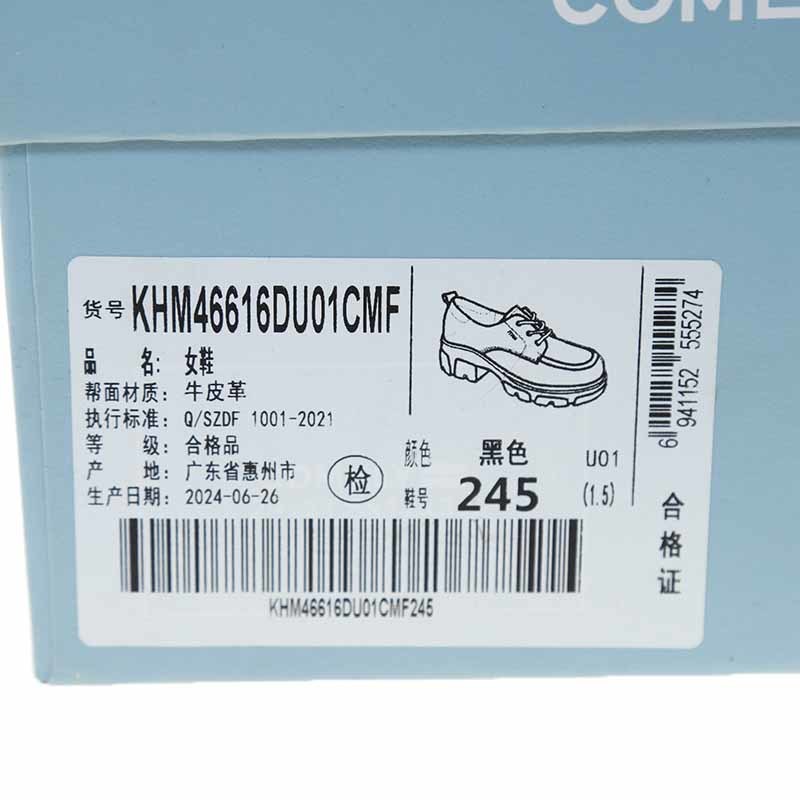 COME
货号 KHM46616DU01CMF
品 名: 女鞋
帮面材质: 牛皮革
执行标准: Q/SZDF 1001-2021
等 级: 合格品
产 地: 广东省惠州市
生产日期: 2024-06-26
检
颜色 黑色 U01
鞋号 245 (1.5)
KHM46616DU01CMF245
6 941152 555274
合格证